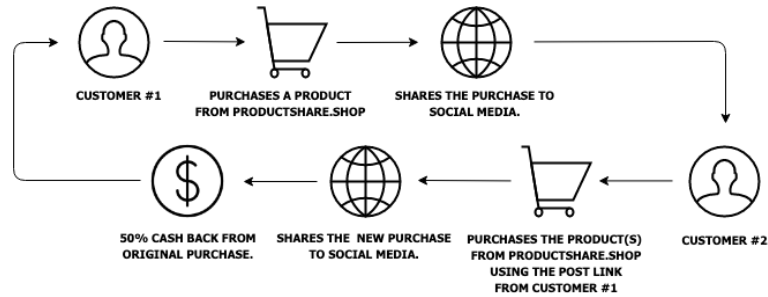 CUSTOMER #1
PURCHASES A PRODUCT
FROM PRODUCTSHARE.SHOP
SHARES THE PURCHASE TO
SOCIAL MEDIA.
CUSTOMER #2
PURCHASES THE PRODUCT(S)
FROM PRODUCTSHARE.SHOP
USING THE POST LINK
FROM CUSTOMER #1
SHARES THE NEW PURCHASE
TO SOCIAL MEDIA.
50% CASH BACK FROM
ORIGINAL PURCHASE.
$